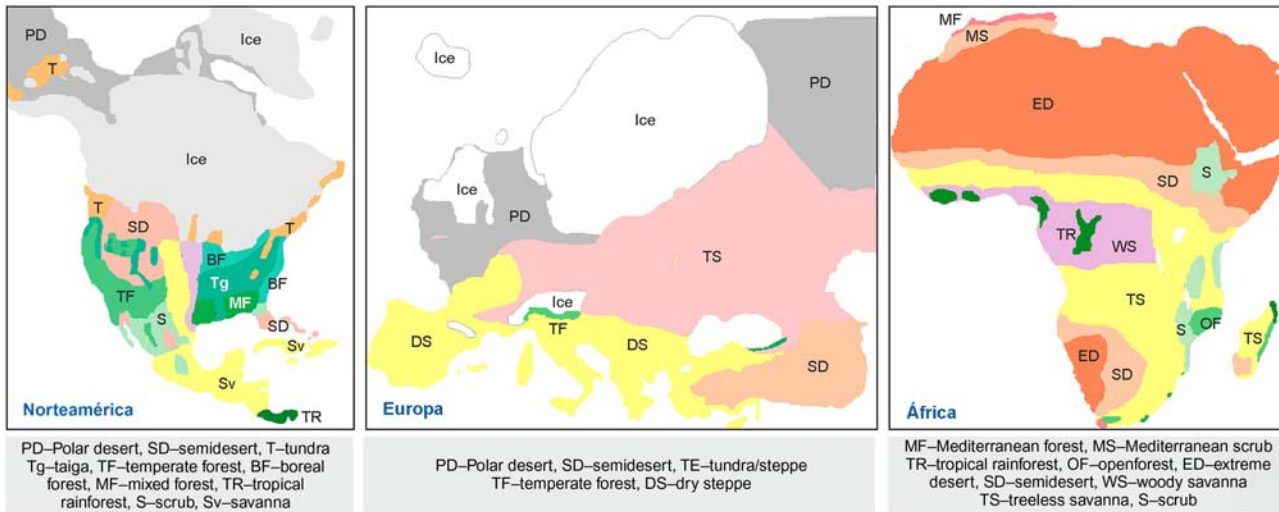 PD
Ice
T
Ice
T
SD
T
BF
Tg
BF
TF
MF
S
SD
Sv
Sv
TR
Norteamérica
PD–Polar desert, SD–semidesert, T–tundra
Tg–taiga, TF–temperate forest, BF–boreal
forest, MF–mixed forest, TR–tropical
rainforest, S–scrub, Sv–savanna
Ice
PD
Ice
Ice
PD
TS
Ice
TF
DS
DS
SD
Europa
PD–Polar desert, SD–semidesert, TE–tundra/steppe
TF–temperate forest, DS–dry steppe
MF
MS
ED
S
SD
TR
WS
TS
S
OF
TS
ED
SD
África
MF–Mediterranean forest, MS–Mediterranean scrub
TR–tropical rainforest, OF–openforest, ED–extreme
desert, SD–semidesert, WS–woody savanna
TS–treeless savanna, S–scrub